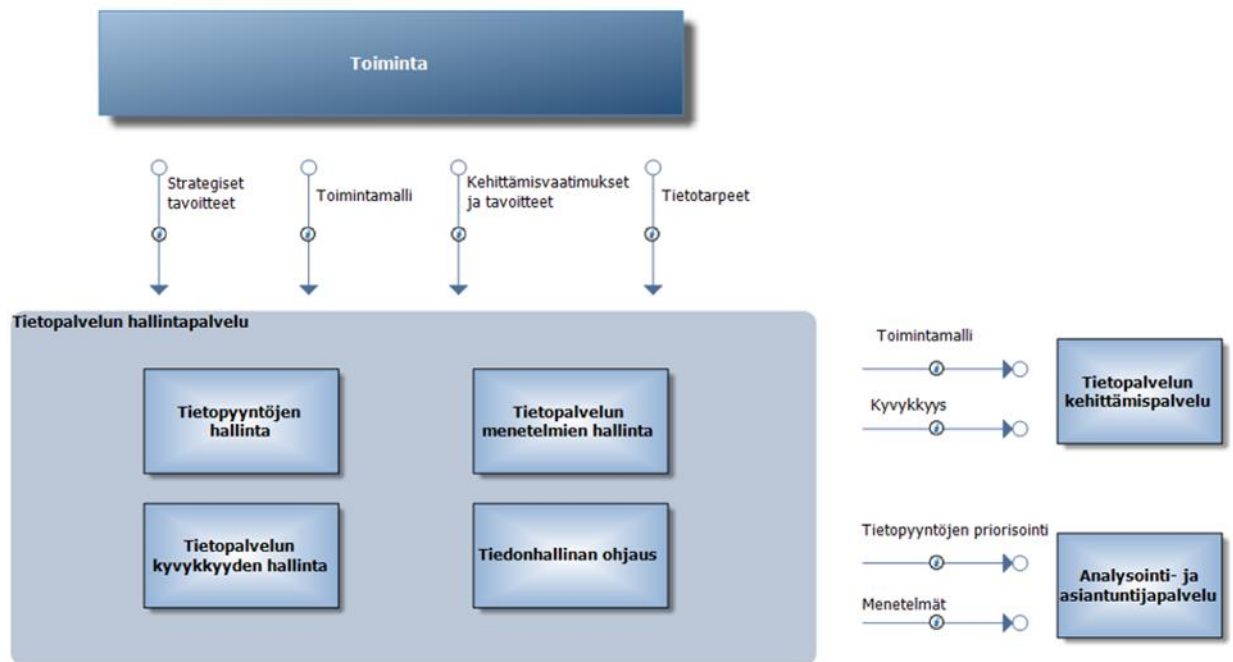 Toiminta
Strategiset
tavoitteet
Toimintamalli
Kehittämisvaatimukset
ja tavoitteet
Tietotarpeet
Tietopalvelun hallintapalvelu
Tietopyyntöjen
hallinta
Tietopalvelun
menetelmien hallinta
Tietopalvelun
kyvykkyyden hallinta
Tiedonhallinan ohjaus
Toimintamalli
Kyvykkyys
Tietopalvelun
kehittämispalvelu
Tietopyyntöjen priorisointi
Menetelmät
Analysointi- ja
asiantuntijapalvelu